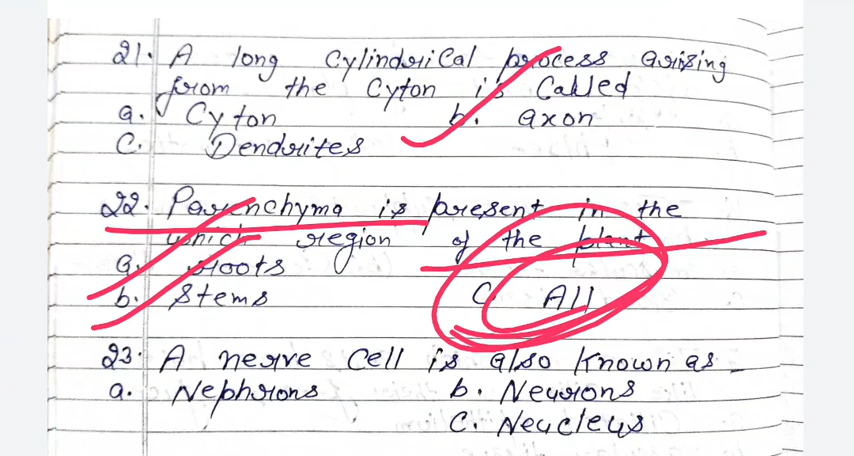 21. A long Cylindrical process arising
from the Cyton is Called
a. Cyton b. axon
C. Dendrites
22. Parenchyma is present in the
which region of the plant
a. roots
b. Stems C. All
23. A nerve Cell is also Known as _
a. Nephrons b. Neurons
C. Neucleus